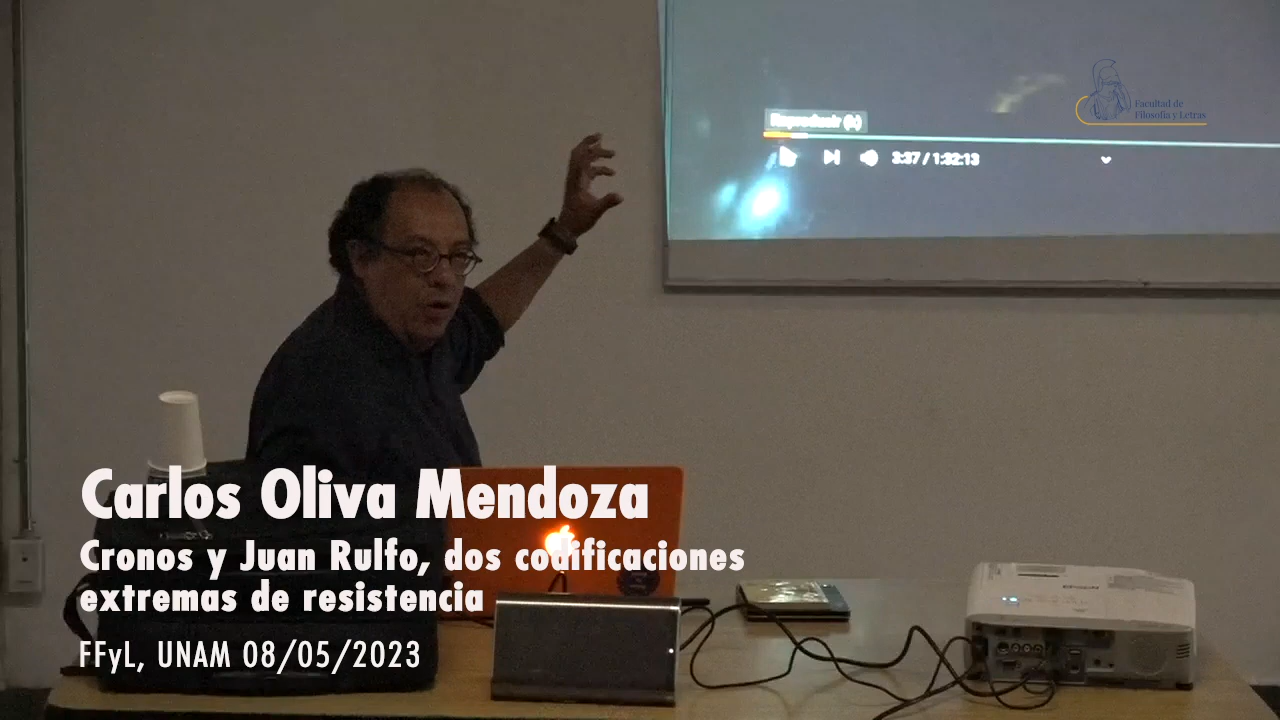 Facultad de
Filosofía y Letras
Reproducir (k)
3:37 / 1:32:13
Carlos Oliva Mendoza
Cronos y Juan Rulfo, dos codificaciones
extremas de resistencia
FFyL, UNAM 08/05/2023